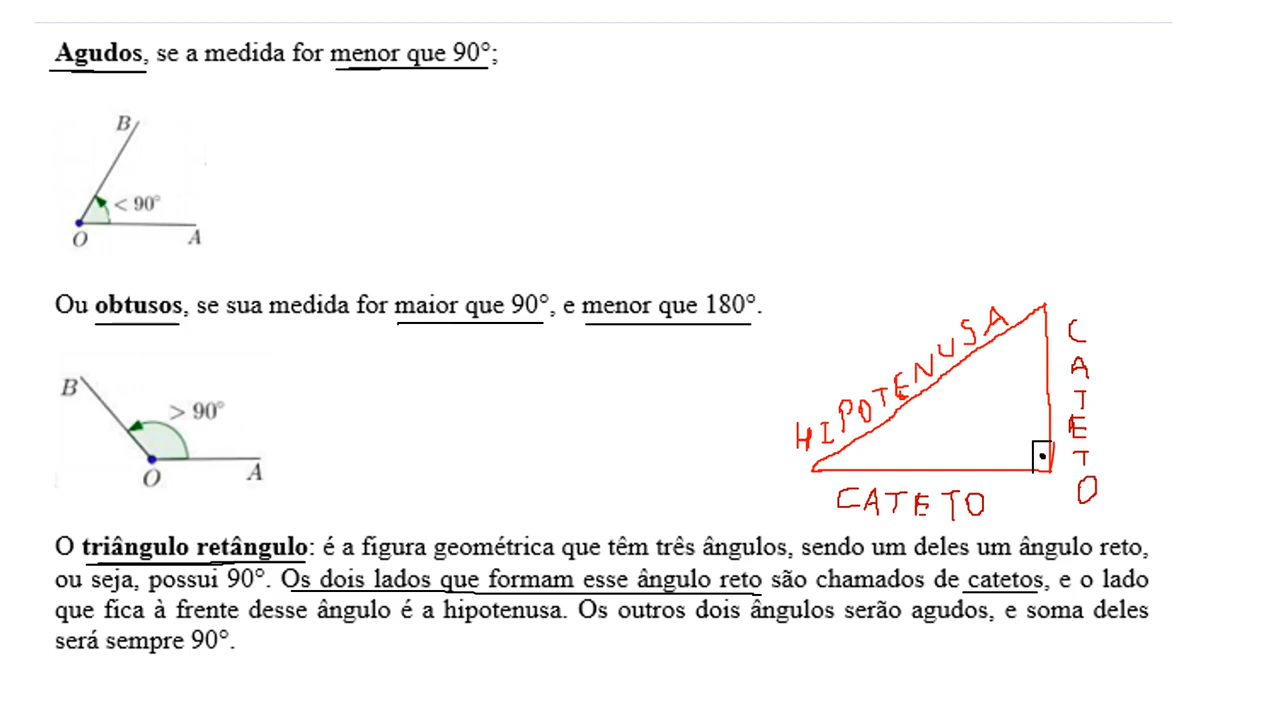 Agudos, se a medida for menor que 90°;
B
< 90°
O
A
Ou obtusos, se sua medida for maior que 90°, e menor que 180°.
B
> 90°
O
A
HIPOTENUSA
CATETO
CATETO
O triângulo retângulo: é a figura geométrica que têm três ângulos, sendo um deles um ângulo reto,
ou seja, possui 90°. Os dois lados que formam esse ângulo reto são chamados de catetos, e o lado
que fica à frente desse ângulo é a hipotenusa. Os outros dois ângulos serão agudos, e soma deles
será sempre 90°.